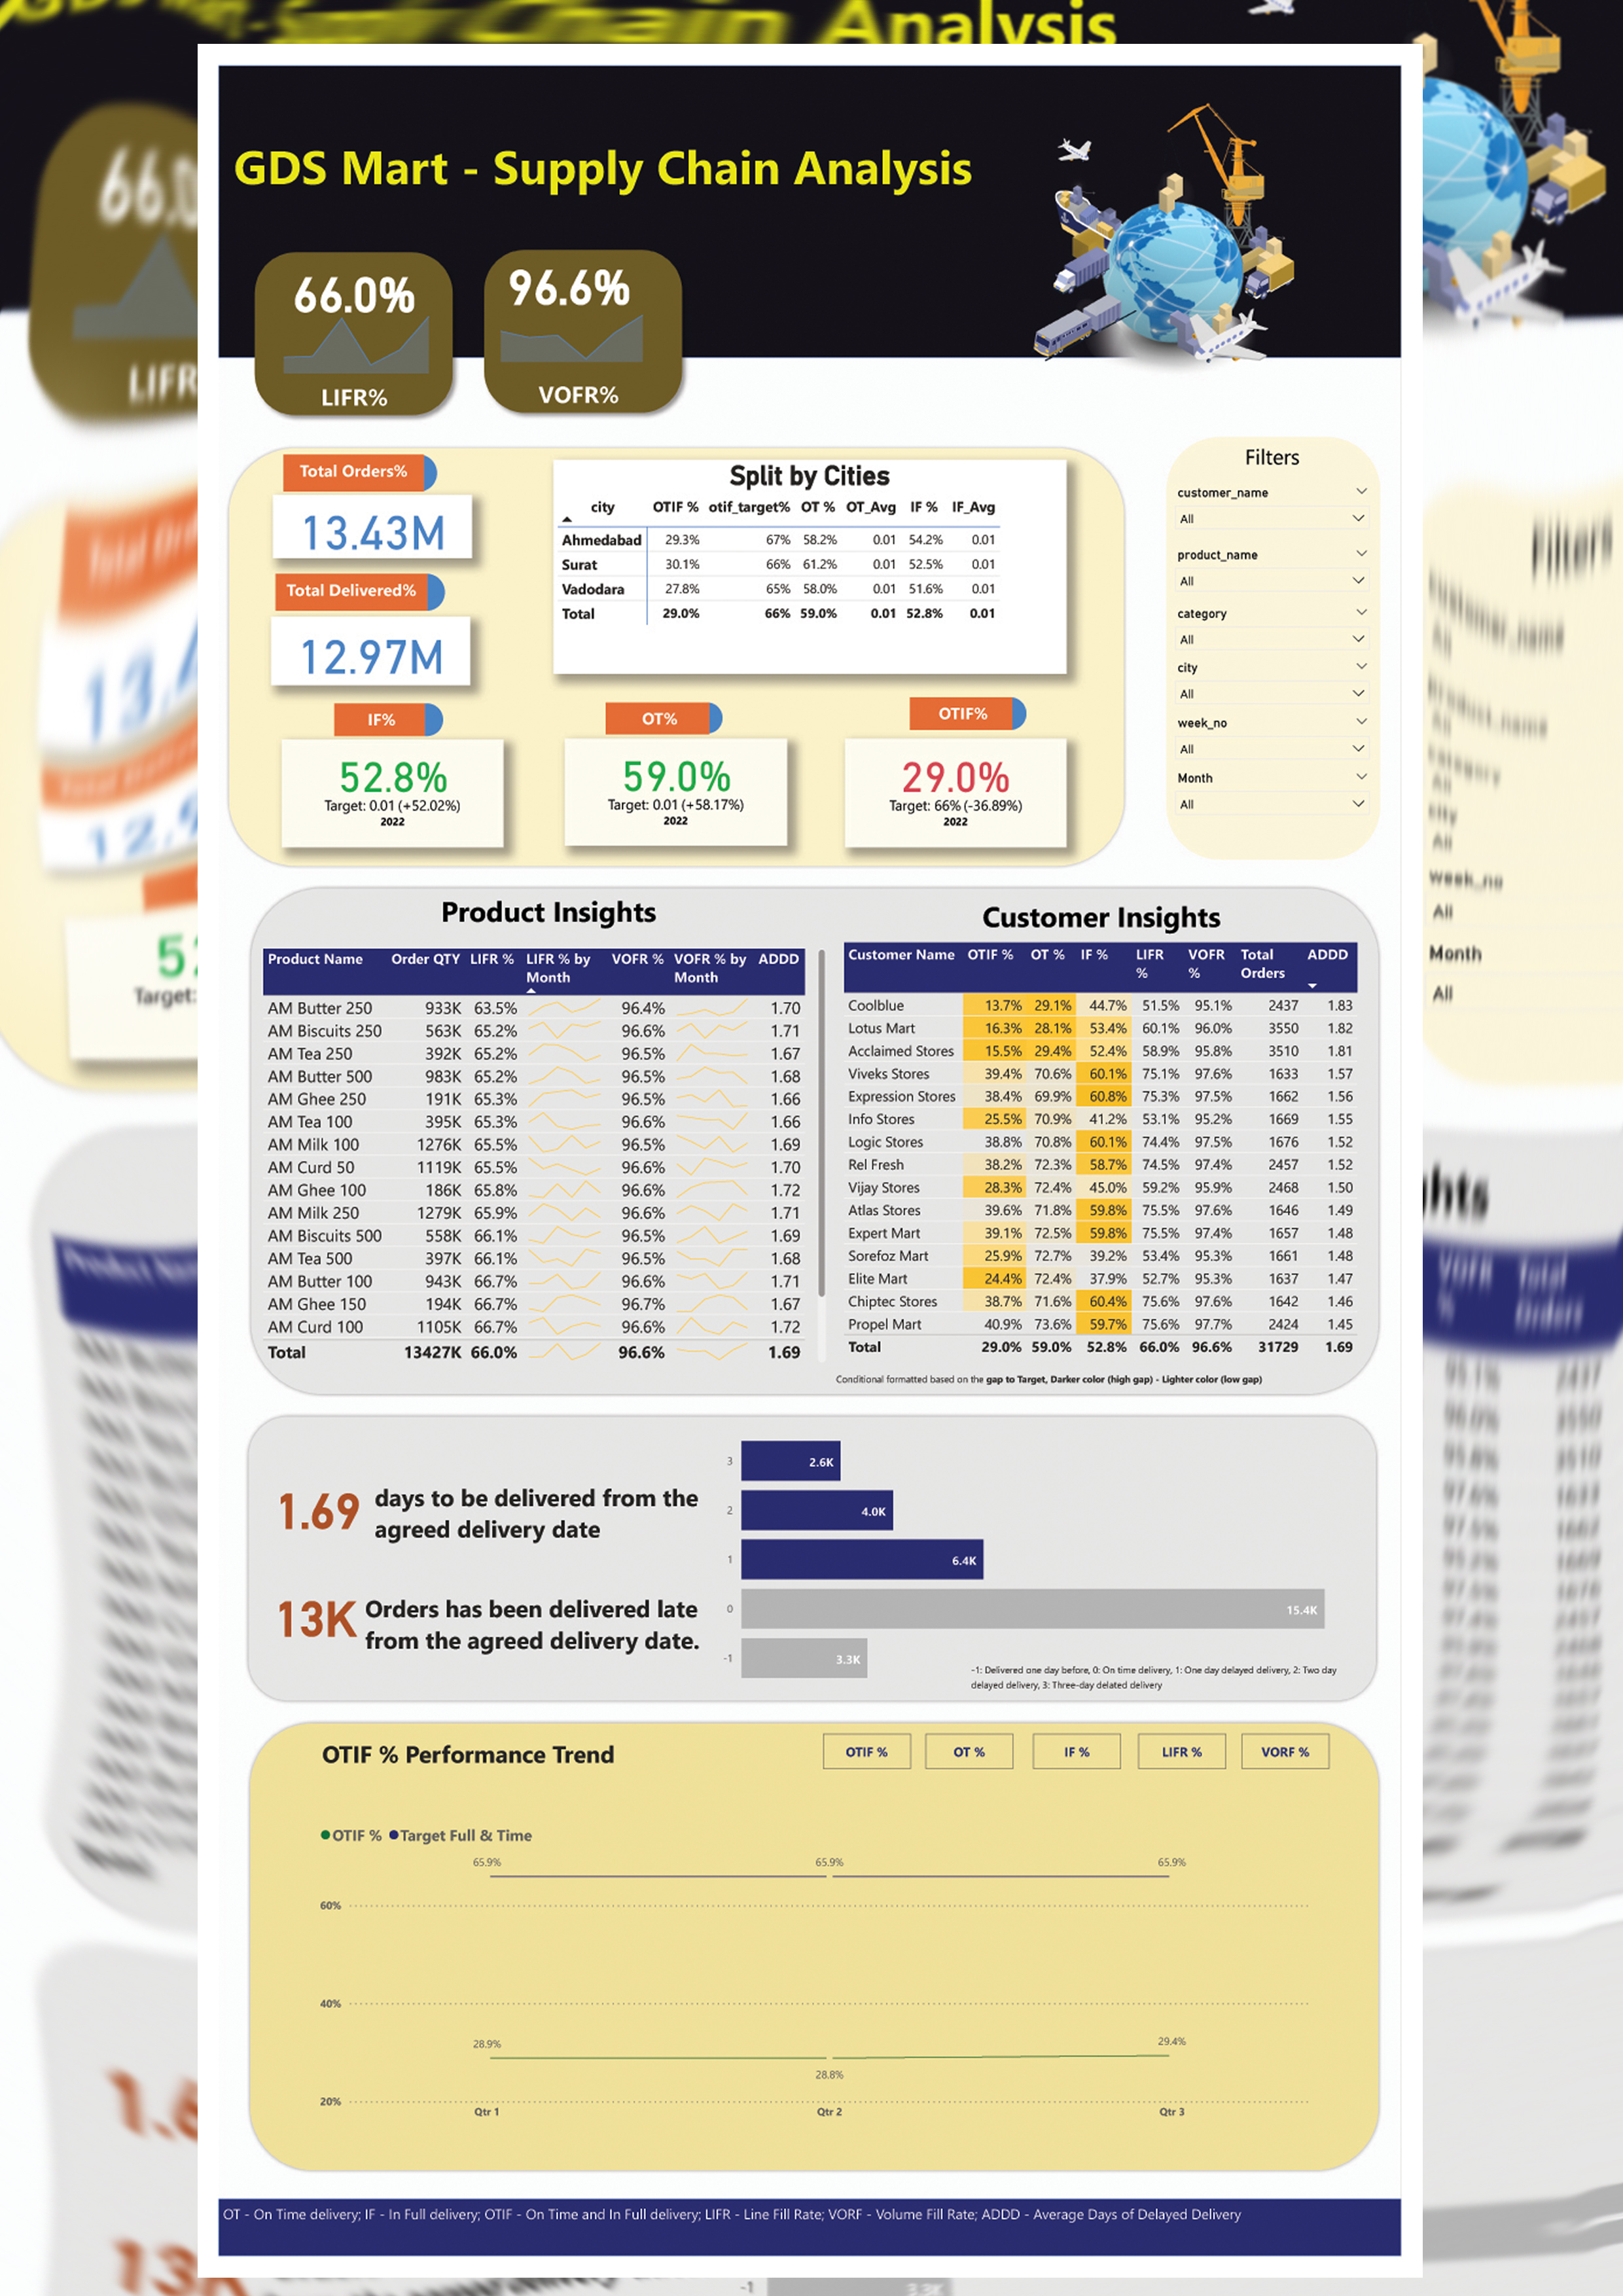 Analysis
GDS Mart - Supply Chain Analysis
66.0%
LIFR%
96.6%
VOFR%
Total Orders%
13.43M
Total Delivered%
12.97M
Split by Cities
city OTIF % otif_target% OT % OT_Avg IF % IF_Avg
Ahmedabad 29.3% 67% 58.2% 0.01 54.2% 0.01
Surat 30.1% 66% 61.2% 0.01 52.5% 0.01
Vadodara 27.8% 65% 58.0% 0.01 51.6% 0.01
Total 29.0% 66% 59.0% 0.01 52.8% 0.01
IF%
52.8%
Target: 0.01 (+52.02%)
2022
OT%
59.0%
Target: 0.01 (+58.17%)
2022
OTIF%
29.0%
Target: 66% (-36.89%)
2022
Filters
customer_name
All
product_name
All
category
All
city
All
week_no
All
Month
All
Product Insights
Product Name Order QTY LIFR % LIFR % by Month VOFR % VOFR % by Month ADDD
AM Butter 250 933K 63.5% 96.4% 1.70
AM Biscuits 250 563K 65.2% 96.6% 1.71
AM Tea 250 392K 65.2% 96.5% 1.67
AM Butter 500 983K 65.2% 96.5% 1.68
AM Ghee 250 191K 65.3% 96.5% 1.66
AM Tea 100 395K 65.3% 96.6% 1.66
AM Milk 100 1276K 65.5% 96.5% 1.69
AM Curd 50 1119K 65.5% 96.6% 1.70
AM Ghee 100 186K 65.8% 96.6% 1.72
AM Milk 250 1279K 65.9% 96.6% 1.71
AM Biscuits 500 558K 66.1% 96.5% 1.69
AM Tea 500 397K 66.1% 96.5% 1.68
AM Butter 100 943K 66.7% 96.6% 1.71
AM Ghee 150 194K 66.7% 96.7% 1.67
AM Curd 100 1105K 66.7% 96.6% 1.72
Total 13427K 66.0% 96.6% 1.69
Customer Insights
Customer Name OTIF % OT % IF % LIFR % VOFR % Total Orders ADDD
Coolblue 13.7% 29.1% 44.7% 51.5% 95.1% 2437 1.83
Lotus Mart 16.3% 28.1% 53.4% 60.1% 96.0% 3550 1.82
Acclaimed Stores 15.5% 29.4% 52.4% 58.9% 95.8% 3510 1.81
Viveks Stores 39.4% 70.6% 60.1% 75.1% 97.6% 1633 1.57
Expression Stores 38.4% 69.9% 60.8% 75.3% 97.5% 1662 1.56
Info Stores 25.5% 70.9% 41.2% 53.1% 95.2% 1669 1.55
Logic Stores 38.8% 70.8% 60.1% 74.4% 97.5% 1676 1.52
Rel Fresh 38.2% 72.3% 58.7% 74.5% 97.4% 2457 1.52
Vijay Stores 28.3% 72.4% 45.0% 59.2% 95.9% 2468 1.50
Atlas Stores 39.6% 71.8% 59.8% 75.5% 97.6% 1646 1.49
Expert Mart 39.1% 72.5% 59.8% 75.5% 97.4% 1657 1.48
Sorefoz Mart 25.9% 72.7% 39.2% 53.4% 95.3% 1661 1.48
Elite Mart 24.4% 72.4% 37.9% 52.7% 95.3% 1637 1.47
Chiptec Stores 38.7% 71.6% 60.4% 75.6% 97.6% 1642 1.46
Propel Mart 40.9% 73.6% 59.7% 75.6% 97.7% 2424 1.45
Total 29.0% 59.0% 52.8% 66.0% 96.6% 31729 1.69
Conditional formatted based on the gap to Target, Darker color (high gap) - Lighter color (low gap)
1.69 days to be delivered from the
agreed delivery date
13K Orders has been delivered late
from the agreed delivery date.
3 2.6K
2 4.0K
1 6.4K
0 15.4K
-1 3.3K
-1: Delivered one day before, 0: On time delivery, 1: One day delayed delivery, 2: Two day
delayed delivery, 3: Three-day delated delivery
OTIF % Performance Trend
OTIF % OT % IF % LIFR % VORF %
OTIF % Target Full & Time
65.9% 65.9% 65.9%
60%
40%
28.9% 28.8% 29.4%
20%
Qtr 1 Qtr 2 Qtr 3
OT - On Time delivery; IF - In Full delivery; OTIF - On Time and In Full delivery; LIFR - Line Fill Rate; VORF - Volume Fill Rate; ADDD - Average Days of Delayed Delivery